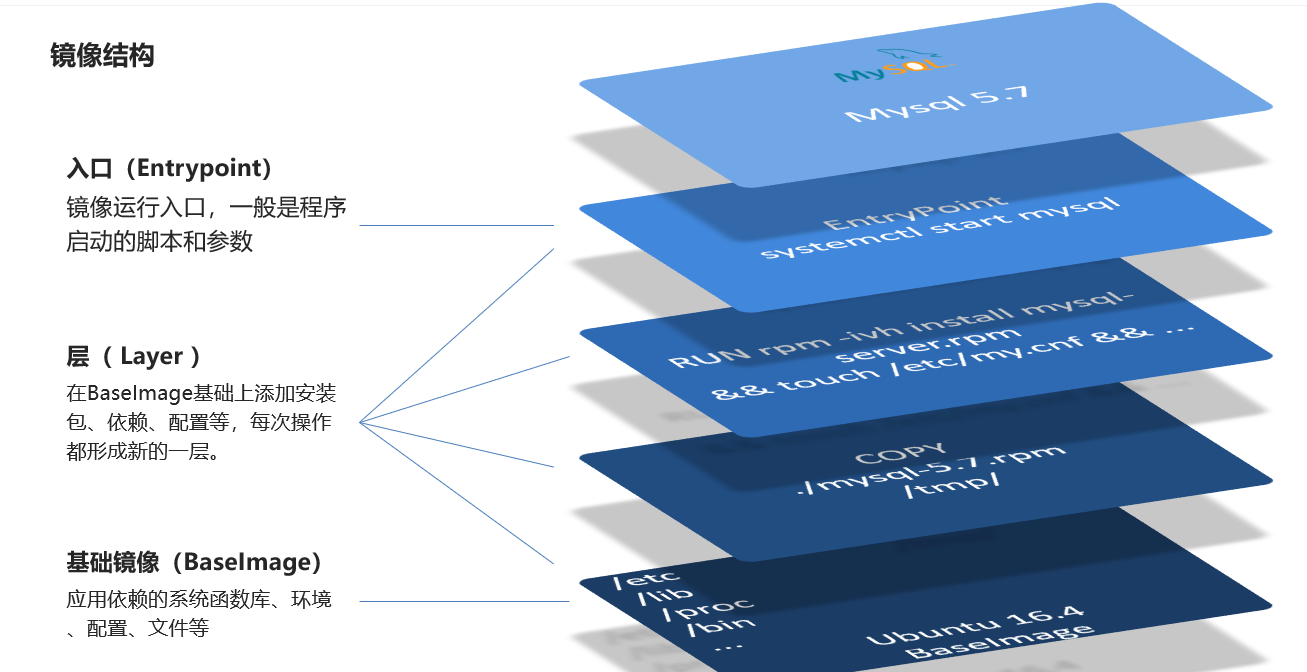 镜像结构
入口（Entrypoint）
镜像运行入口，一般是程序
启动的脚本和参数
层（ Layer ）
在BaseImage基础上添加安装
包、依赖、配置等，每次操作
都形成新的一层。
基础镜像（BaseImage）
应用依赖的系统函数库、环境
、配置、文件等
MySQL
Mysql 5.7
EntryPoint
systemctl start mysql
RUN rpm -ivh install mysql-
server.rpm
&& touch /etc/my.cnf && ...
COPY
./mysql-5.7 .rpm
/tmp/
/etc
/lib
/proc
/bin
...
Ubuntu 16.4
BaseImage